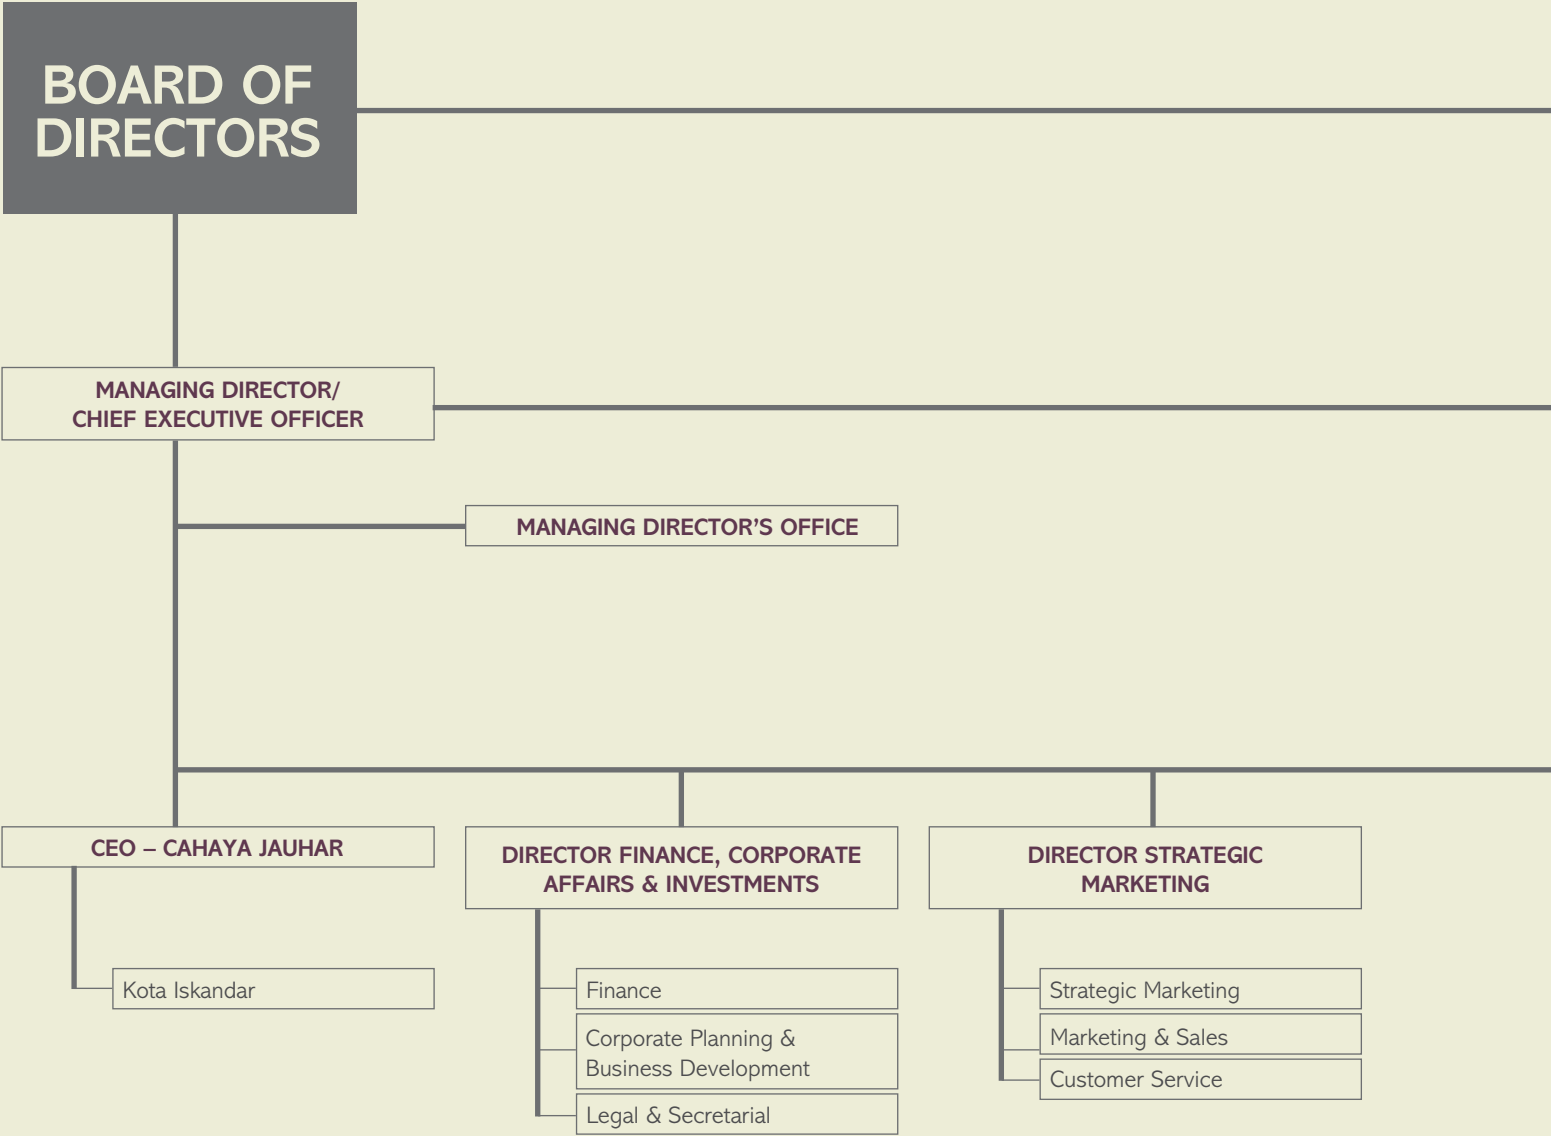 BOARD OF
DIRECTORS
MANAGING DIRECTOR/
CHIEF EXECUTIVE OFFICER
MANAGING DIRECTOR’S OFFICE
CEO – CAHAYA JAUHAR
Kota Iskandar
DIRECTOR FINANCE, CORPORATE
AFFAIRS & INVESTMENTS
Finance
Corporate Planning &
Business Development
Legal & Secretarial
DIRECTOR STRATEGIC
MARKETING
Strategic Marketing
Marketing & Sales
Customer Service